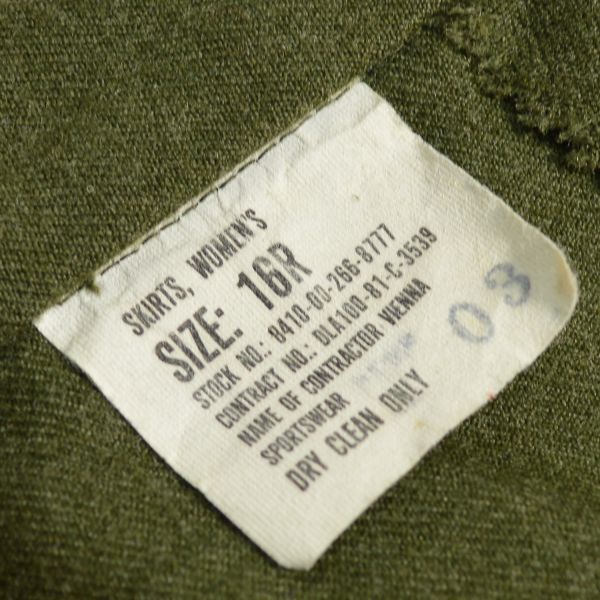 SKIRTS, WOMEN'S
SIZE: 16R
STOCK NO.: 8410-00-266-8777
CONTRACT NO.: DLA100-81-C-3539
NAME OF CONTRACTOR VIENNA
SPORTSWEAR
DRY CLEAN ONLY
03